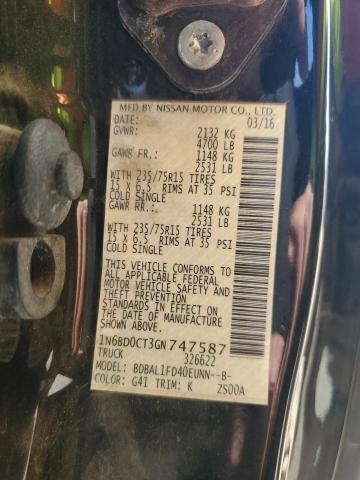 MFD BY NISSAN MOTOR CO., LTD.
DATE: 03/16
GVWR: 2132 KG
4700 LB
GAWR FR.: 1148 KG
2531 LB
WITH 235/75R15 TIRES
15 X 6.5 RIMS AT 35 PSI
COLD SINGLE
GAWR RR.: 1148 KG
2531 LB
WITH 235/75R15 TIRES
15 X 6.5 RIMS AT 35 PSI
COLD SINGLE
THIS VEHICLE CONFORMS TO
ALL APPLICABLE FEDERAL
MOTOR VEHICLE SAFETY AND
THEFT PREVENTION
STANDARDS IN EFFECT ON
THE DATE OF MANUFACTURE
SHOWN ABOVE.
1N6BD0CT3GN747587
TRUCK 326622
MODEL: BDBAL1FD40EUNN--B-
COLOR: G41 TRIM: K ZS00A